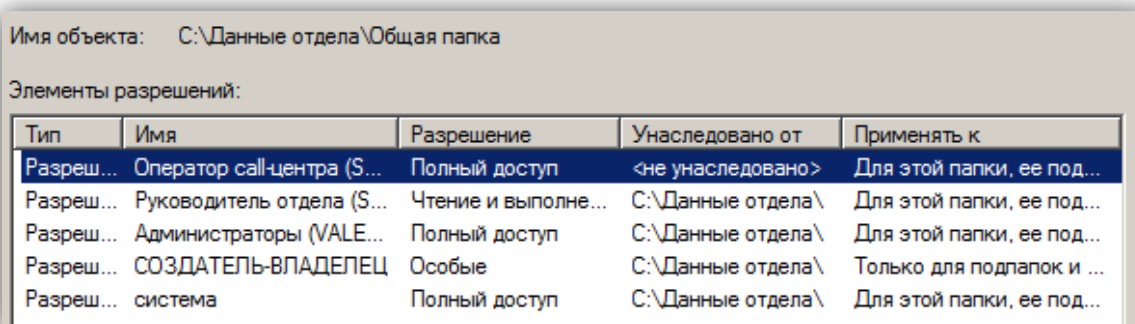 Имя объекта: C:\Данные отдела\Общая папка
Элементы разрешений:
Тип Имя Разрешение Унаследовано от Применять к
Разреш... Оператор call-центра (S... Полный доступ <не унаследовано> Для этой папки, ее под...
Разреш... Руководитель отдела (S... Чтение и выполне... C:\Данные отдела\ Для этой папки, ее под...
Разреш... Администраторы (VALE... Полный доступ C:\Данные отдела\ Для этой папки, ее под...
Разреш... СОЗДАТЕЛЬ-ВЛАДЕЛЕЦ Особые C:\Данные отдела\ Только для подпапок и ...
Разреш... система Полный доступ C:\Данные отдела\ Для этой папки, ее под...